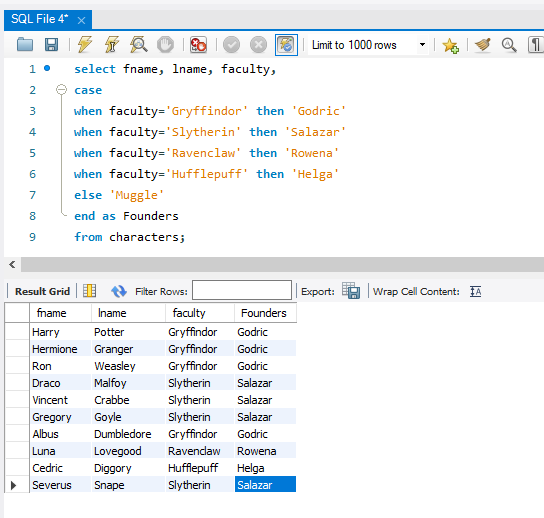 SQL File 4*
Limit to 1000 rows
1 select fname, lname, faculty,
2 case
3 when faculty='Gryffindor' then 'Godric'
4 when faculty='Slytherin' then 'Salazar'
5 when faculty='Ravenclaw' then 'Rowena'
6 when faculty='Hufflepuff' then 'Helga'
7 else 'Muggle'
8 end as Founders
9 from characters;
Result Grid Filter Rows: Export: Wrap Cell Content:
fname lname faculty Founders
Harry Potter Gryffindor Godric
Hermione Granger Gryffindor Godric
Ron Weasley Gryffindor Godric
Draco Malfoy Slytherin Salazar
Vincent Crabbe Slytherin Salazar
Gregory Goyle Slytherin Salazar
Albus Dumbledore Gryffindor Godric
Luna Lovegood Ravenclaw Rowena
Cedric Diggory Hufflepuff Helga
Severus Snape Slytherin Salazar